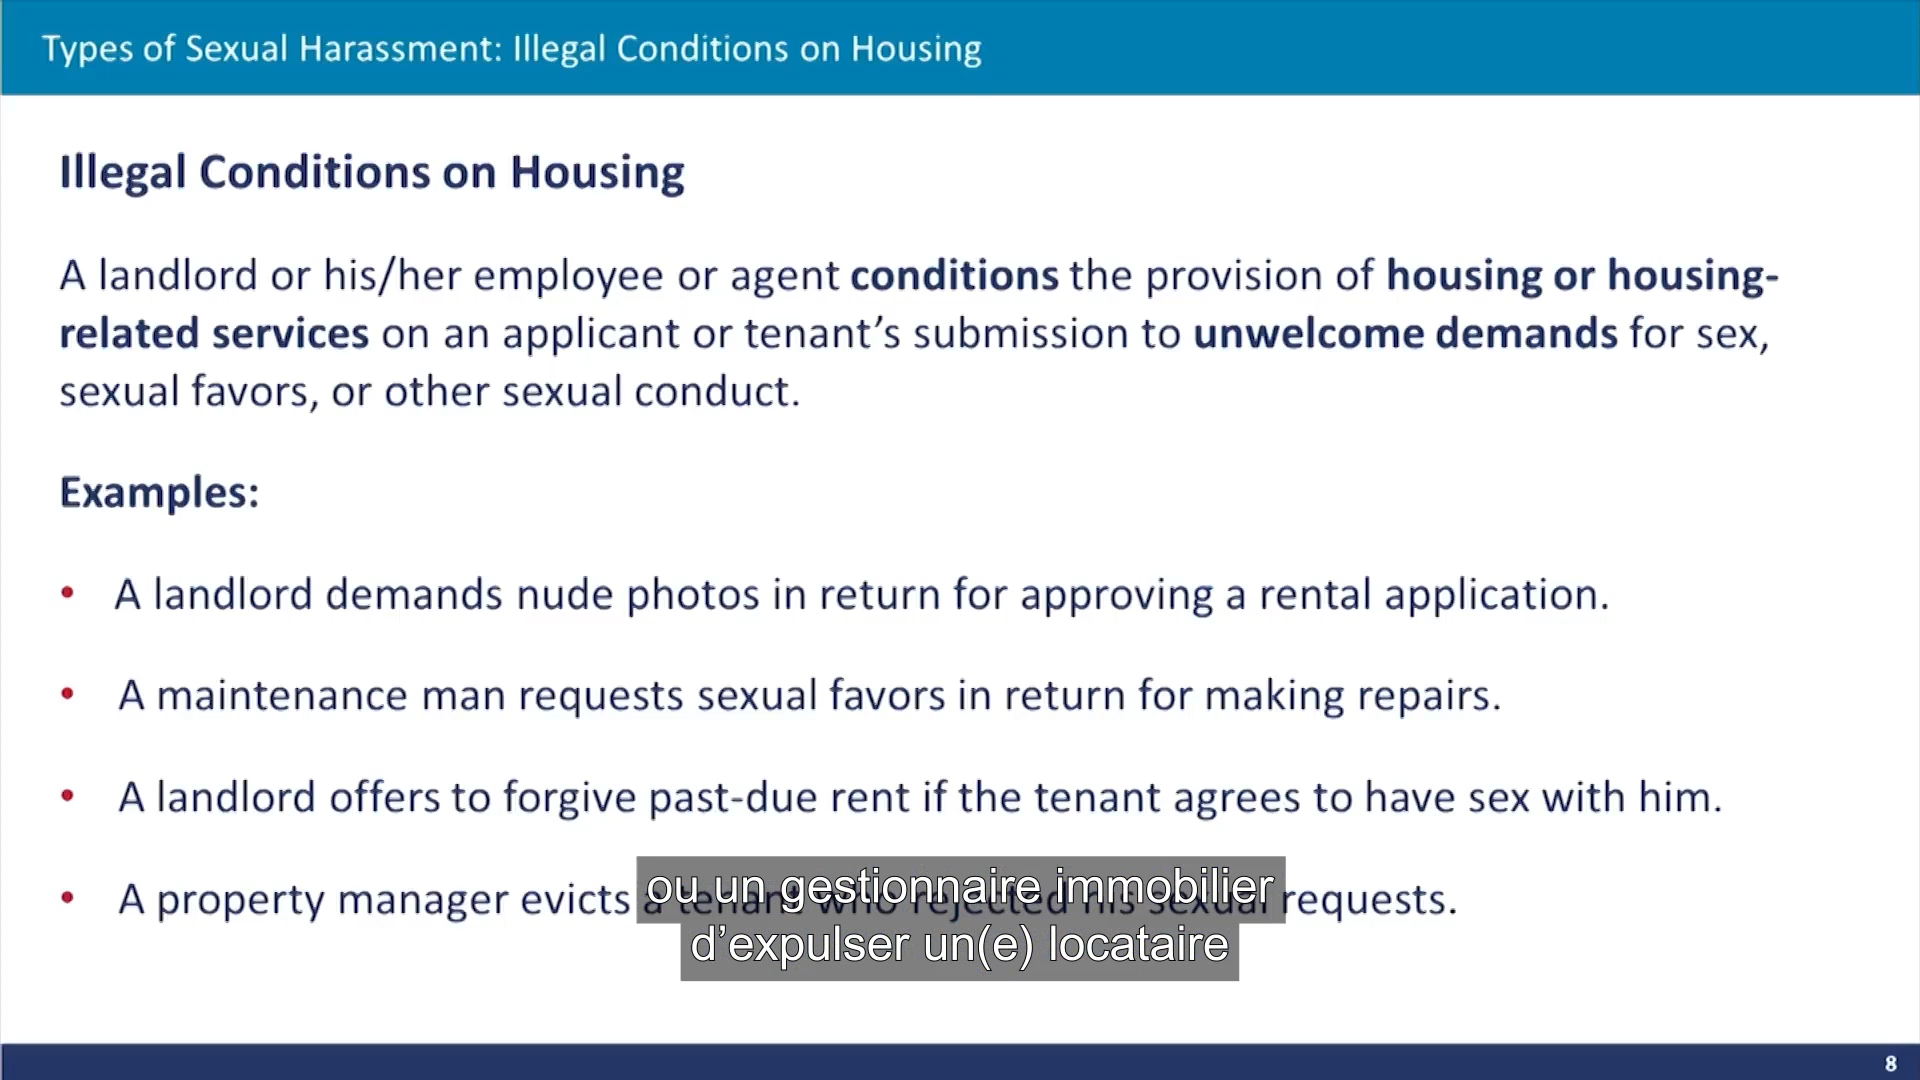 Types of Sexual Harassment: Illegal Conditions on Housing
Illegal Conditions on Housing
A landlord or his/her employee or agent conditions the provision of housing or housing-
related services on an applicant or tenant’s submission to unwelcome demands for sex,
sexual favors, or other sexual conduct.
Examples:
• A landlord demands nude photos in return for approving a rental application.
• A maintenance man requests sexual favors in return for making repairs.
• A landlord offers to forgive past-due rent if the tenant agrees to have sex with him.
• A property manager evicts a tenant who rejected his sexual requests.
ou un gestionnaire immobilier
d’expulser un(e) locataire
8